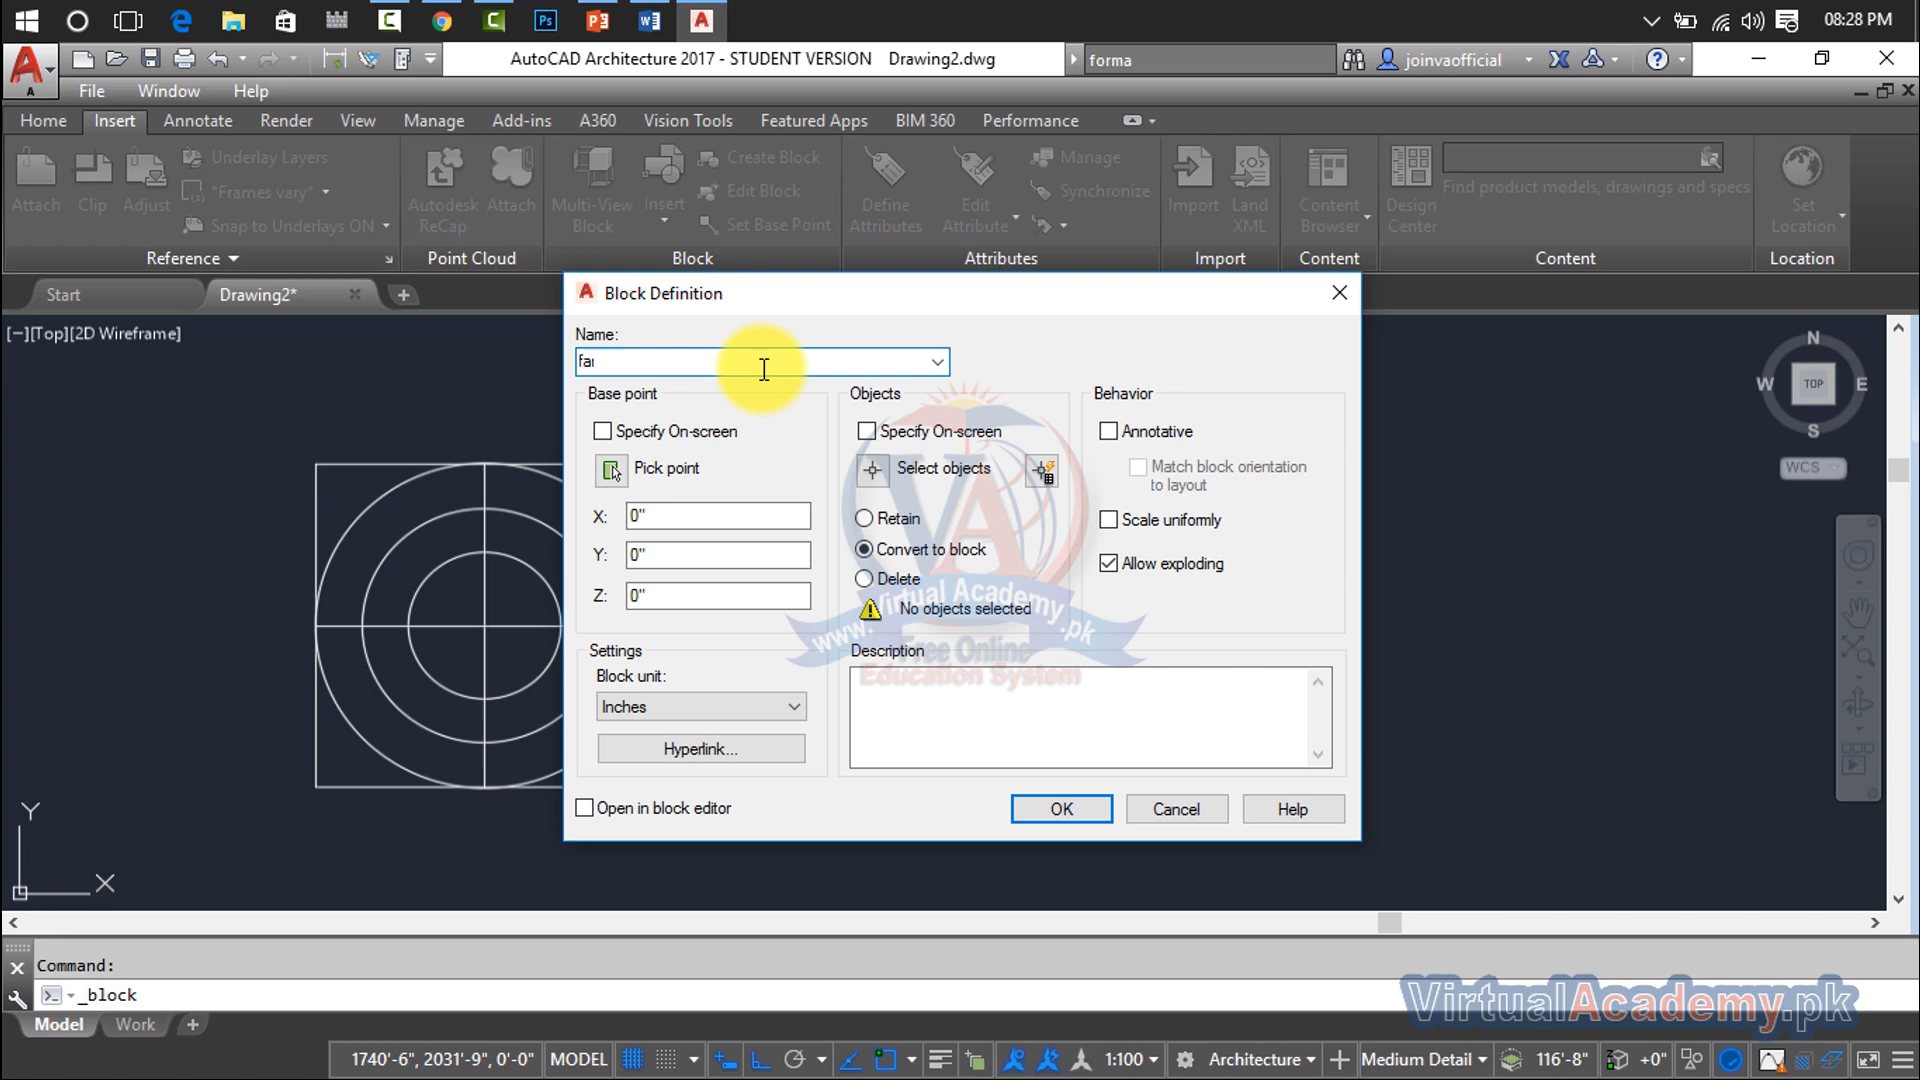 08:28 PM
AutoCAD Architecture 2017 - STUDENT VERSION Drawing2.dwg
forma
joinvaofficial
File Window Help
Home Insert Annotate Render View Manage Add-ins A360 Vision Tools Featured Apps BIM 360 Performance
Underlay Layers
*Frames vary*
Snap to Underlays ON
Attach Clip Adjust
Autodesk ReCap
Attach
Multi-View Block
Insert
Create Block
Edit Block
Set Base Point
Define Attributes
Edit Attribute
Manage
Synchronize
Import
Land XML
Content Browser
Design Center
Find product models, drawings and specs
Set Location
Reference Point Cloud Block Attributes Import Content Content Location
Start Drawing2*
[−][Top][2D Wireframe]
Block Definition
Name:
fan
Base point
Specify On-screen
Pick point
X: 0"
Y: 0"
Z: 0"
Objects
Specify On-screen
Select objects
Retain
Convert to block
Delete
No objects selected
Behavior
Annotative
Match block orientation
to layout
Scale uniformly
Allow exploding
Settings
Block unit:
Inches
Hyperlink...
Description
Open in block editor
OK Cancel Help
VA
www.Virtual Academy.pk
Free Online
Education System
N
W TOP E
S
WCS
Y
X
Command:
_block
VirtualAcademy.pk
Model Work
1740'-6", 2031'-9", 0'-0" MODEL 1:100 Architecture Medium Detail 116'-8" +0"